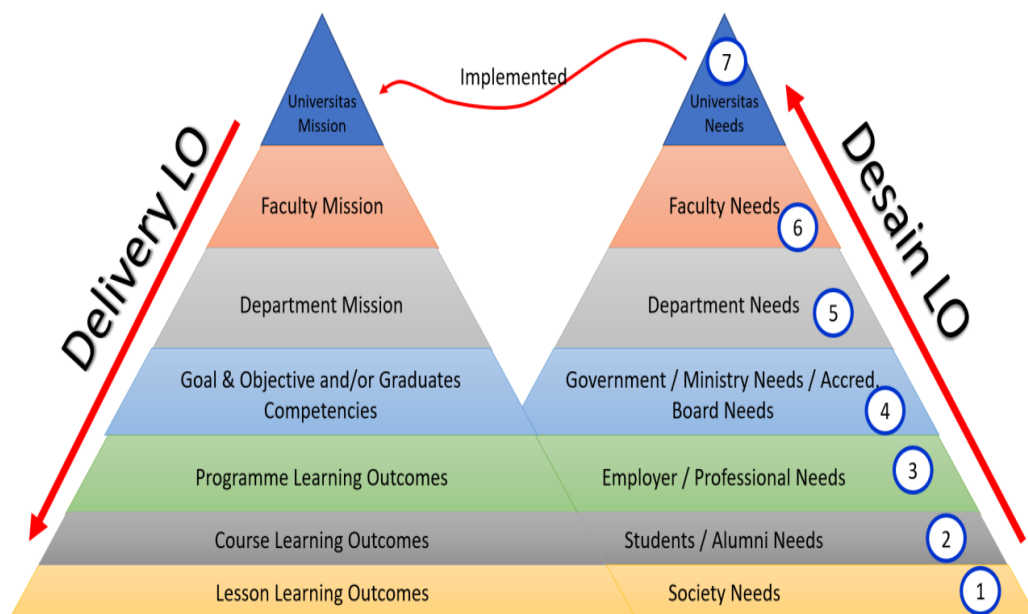 Implemented
Delivery LO
Universitas
Mission
Faculty Mission
Department Mission
Goal & Objective and/or Graduates
Competencies
Programme Learning Outcomes
Course Learning Outcomes
Lesson Learning Outcomes
7
Universitas
Needs
Faculty Needs
6
Department Needs
5
Government / Ministry Needs / Accred.
Board Needs
4
Employer / Professional Needs
3
Students / Alumni Needs
2
Society Needs
1
Desain LO